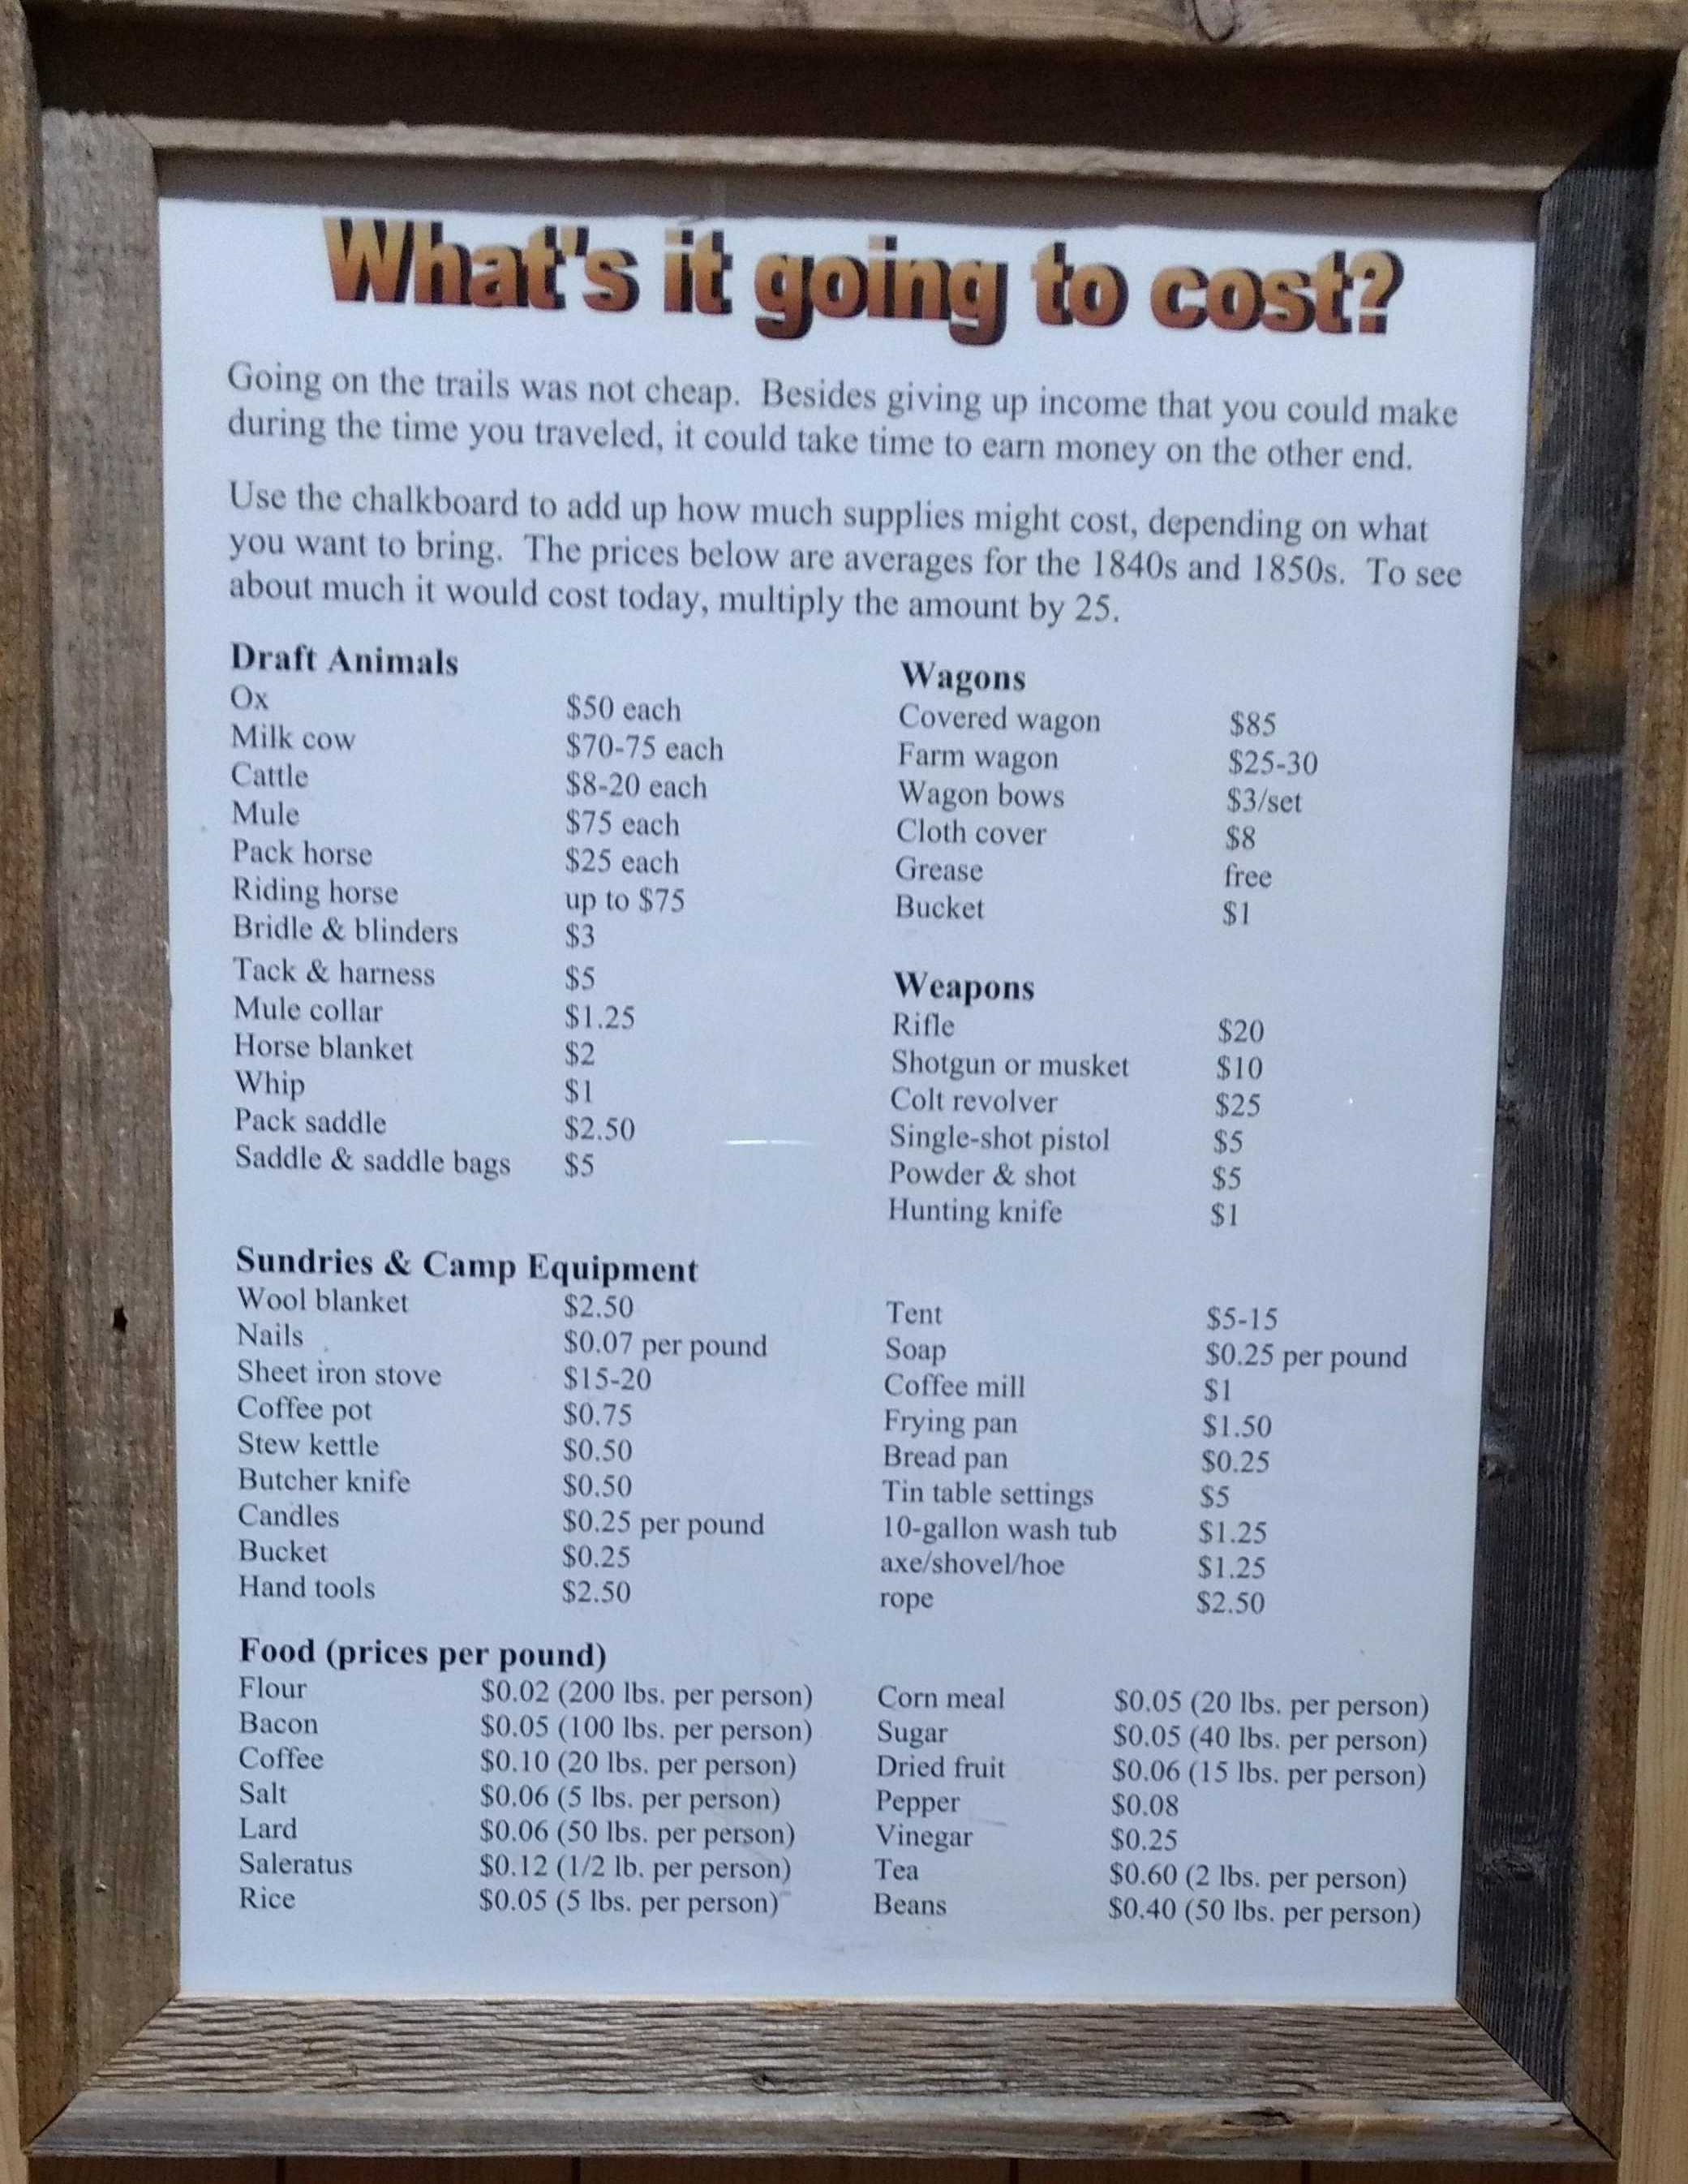 What's it going to cost?
Going on the trails was not cheap. Besides giving up income that you could make
during the time you traveled, it could take time to earn money on the other end.
Use the chalkboard to add up how much supplies might cost, depending on what
you want to bring. The prices below are averages for the 1840s and 1850s. To see
about much it would cost today, multiply the amount by 25.
Draft Animals
Ox $50 each
Milk cow $70-75 each
Cattle $8-20 each
Mule $75 each
Pack horse $25 each
Riding horse up to $75
Bridle & blinders $3
Tack & harness $5
Mule collar $1.25
Horse blanket $2
Whip $1
Pack saddle $2.50
Saddle & saddle bags $5
Wagons
Covered wagon $85
Farm wagon $25-30
Wagon bows $3/set
Cloth cover $8
Grease free
Bucket $1
Weapons
Rifle $20
Shotgun or musket $10
Colt revolver $25
Single-shot pistol $5
Powder & shot $5
Hunting knife $1
Sundries & Camp Equipment
Wool blanket $2.50
Nails $0.07 per pound
Sheet iron stove $15-20
Coffee pot $0.75
Stew kettle $0.50
Butcher knife $0.50
Candles $0.25 per pound
Bucket $0.25
Hand tools $2.50
Tent $5-15
Soap $0.25 per pound
Coffee mill $1
Frying pan $1.50
Bread pan $0.25
Tin table settings $5
10-gallon wash tub $1.25
axe/shovel/hoe $1.25
rope $2.50
Food (prices per pound)
Flour $0.02 (200 lbs. per person)
Bacon $0.05 (100 lbs. per person)
Coffee $0.10 (20 lbs. per person)
Salt $0.06 (5 lbs. per person)
Lard $0.06 (50 lbs. per person)
Saleratus $0.12 (1/2 lb. per person)
Rice $0.05 (5 lbs. per person)
Corn meal $0.05 (20 lbs. per person)
Sugar $0.05 (40 lbs. per person)
Dried fruit $0.06 (15 lbs. per person)
Pepper $0.08
Vinegar $0.25
Tea $0.60 (2 lbs. per person)
Beans $0.40 (50 lbs. per person)